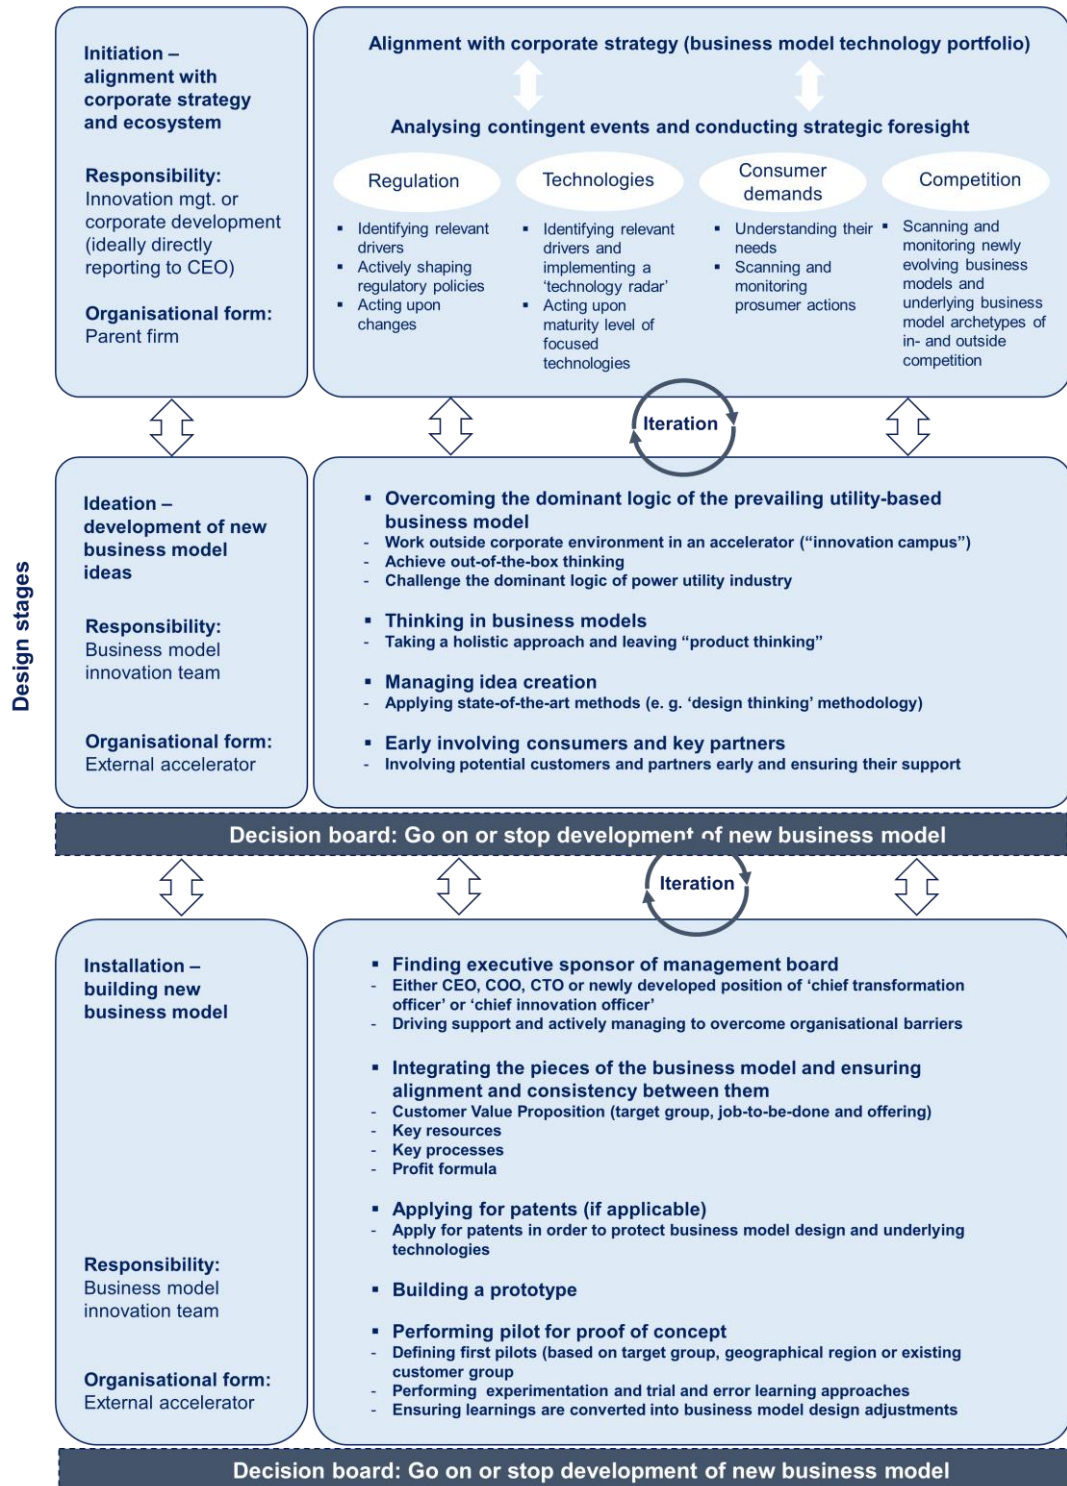 Design stages
Initiation –
alignment with
corporate strategy
and ecosystem
Responsibility:
Innovation mgt. or
corporate development
(ideally directly
reporting to CEO)
Organisational form:
Parent firm
Alignment with corporate strategy (business model technology portfolio)
Analysing contingent events and conducting strategic foresight
Regulation
▪ Identifying relevant
drivers
▪ Actively shaping
regulatory policies
▪ Acting upon
changes
Technologies
▪ Identifying relevant
drivers and
implementing a
‘technology radar’
▪ Acting upon
maturity level of
focused
technologies
Consumer
demands
▪ Understanding their
needs
▪ Scanning and
monitoring
prosumer actions
Competition
▪ Scanning and
monitoring newly
evolving business
models and
underlying business
model archetypes of
in- and outside
competition
Iteration
Ideation –
development of new
business model
ideas
Responsibility:
Business model
innovation team
Organisational form:
External accelerator
▪ Overcoming the dominant logic of the prevailing utility-based
business model
- Work outside corporate environment in an accelerator (“innovation campus”)
- Achieve out-of-the-box thinking
- Challenge the dominant logic of power utility industry
▪ Thinking in business models
- Taking a holistic approach and leaving “product thinking”
▪ Managing idea creation
- Applying state-of-the-art methods (e. g. ‘design thinking’ methodology)
▪ Early involving consumers and key partners
- Involving potential customers and partners early and ensuring their support
Decision board: Go on or stop development of new business model
Iteration
Installation –
building new
business model
Responsibility:
Business model
innovation team
Organisational form:
External accelerator
▪ Finding executive sponsor of management board
- Either CEO, COO, CTO or newly developed position of ‘chief transformation
officer’ or ‘chief innovation officer’
- Driving support and actively managing to overcome organisational barriers
▪ Integrating the pieces of the business model and ensuring
alignment and consistency between them
- Customer Value Proposition (target group, job-to-be-done and offering)
- Key resources
- Key processes
- Profit formula
▪ Applying for patents (if applicable)
- Apply for patents in order to protect business model design and underlying
technologies
▪ Building a prototype
▪ Performing pilot for proof of concept
- Defining first pilots (based on target group, geographical region or existing
customer group
- Performing experimentation and trial and error learning approaches
- Ensuring learnings are converted into business model design adjustments
Decision board: Go on or stop development of new business model